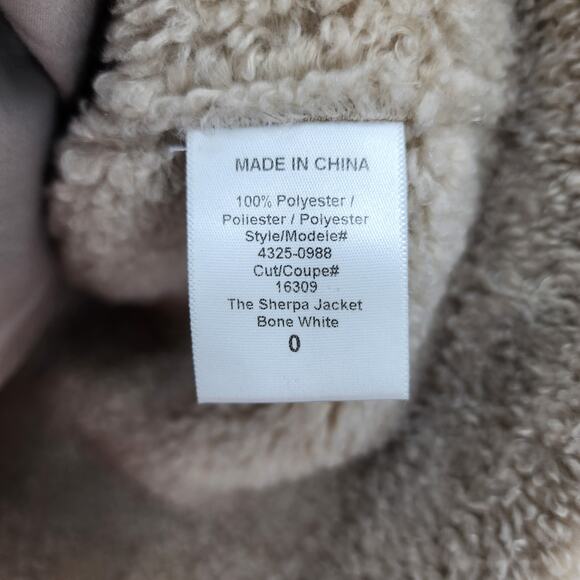 MADE IN CHINA
100% Polyester /
Poliester / Polyester
Style/Modele#
4325-0988
Cut/Coupe#
16309
The Sherpa Jacket
Bone White
0